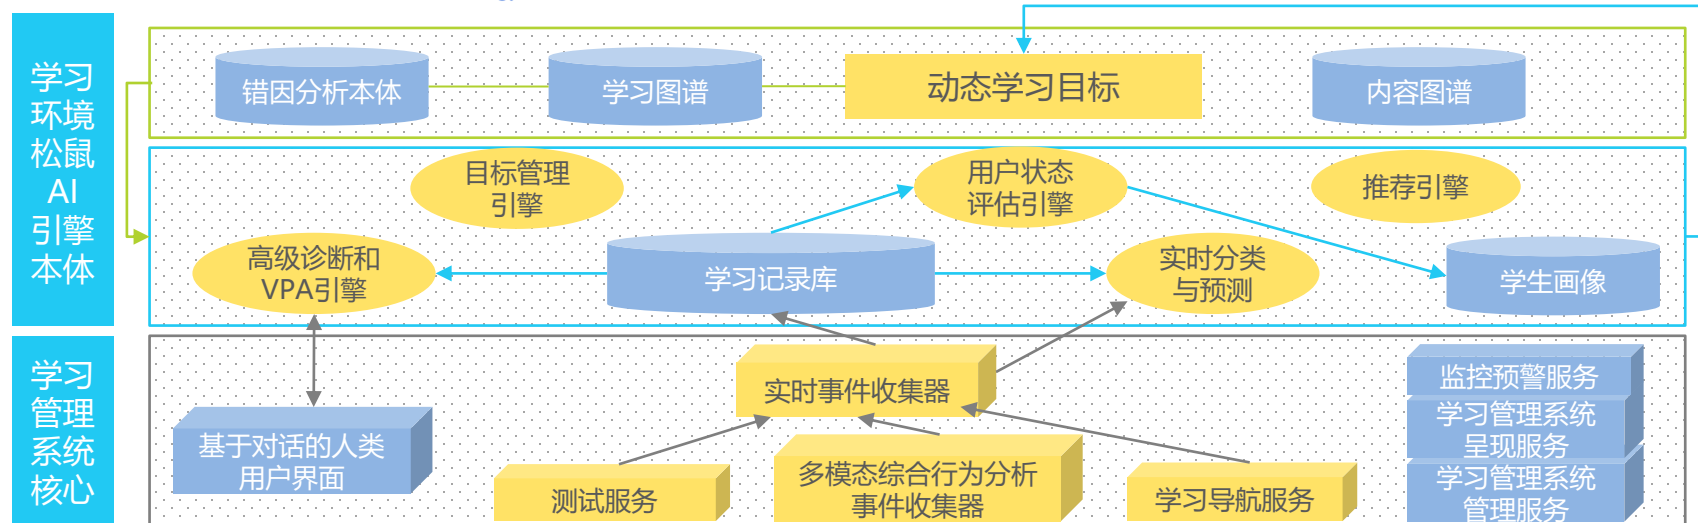 学习
环境
松鼠
AI
引擎
本体
错因分析本体
学习图谱
动态学习目标
内容图谱
目标管理
引擎
用户状态
评估引擎
推荐引擎
高级诊断和
VPA引擎
学习记录库
实时分类
与预测
学生画像
学习
管理
系统
核心
实时事件收集器
监控预警服务
学习管理系统
呈现服务
学习管理系统
管理服务
基于对话的人类
用户界面
测试服务
多模态综合行为分析
事件收集器
学习导航服务